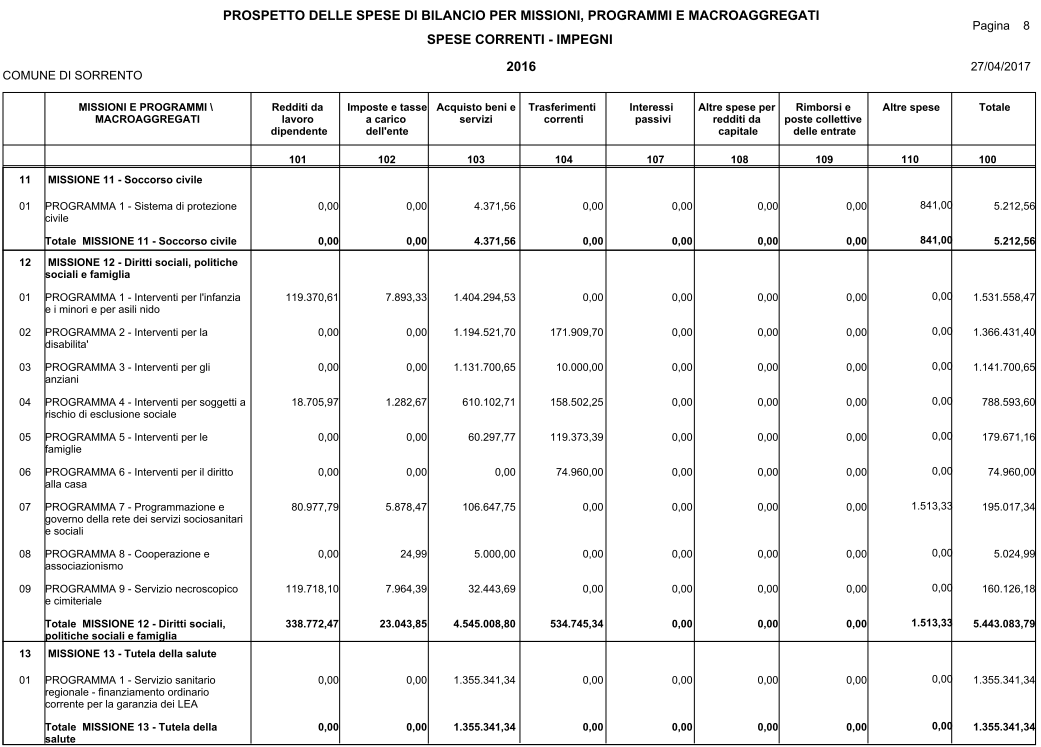 PROSPETTO DELLE SPESE DI BILANCIO PER MISSIONI, PROGRAMMI E MACROAGGREGATI
Pagina 8
SPESE CORRENTI - IMPEGNI
2016
27/04/2017
COMUNE DI SORRENTO
MISSIONI E PROGRAMMI \ MACROAGGREGATI Redditi da lavoro dipendente Imposte e tasse a carico dell'ente Acquisto beni e servizi Trasferimenti correnti Interessi passivi Altre spese per redditi da capitale Rimborsi e poste collettive delle entrate Altre spese Totale
101 102 103 104 107 108 109 110 100
11 MISSIONE 11 - Soccorso civile
01 PROGRAMMA 1 - Sistema di protezione 0,00 0,00 4.371,56 0,00 0,00 0,00 0,00 841,00 5.212,56
civile
Totale MISSIONE 11 - Soccorso civile 0,00 0,00 4.371,56 0,00 0,00 0,00 0,00 841,00 5.212,56
12 MISSIONE 12 - Diritti sociali, politiche
sociali e famiglia
01 PROGRAMMA 1 - Interventi per l'infanzia 119.370,61 7.893,33 1.404.294,53 0,00 0,00 0,00 0,00 0,00 1.531.558,47
e i minori e per asili nido
02 PROGRAMMA 2 - Interventi per la 0,00 0,00 1.194.521,70 171.909,70 0,00 0,00 0,00 0,00 1.366.431,40
disabilita'
03 PROGRAMMA 3 - Interventi per gli 0,00 0,00 1.131.700,65 10.000,00 0,00 0,00 0,00 0,00 1.141.700,65
anziani
04 PROGRAMMA 4 - Interventi per soggetti a 18.705,97 1.282,67 610.102,71 158.502,25 0,00 0,00 0,00 0,00 788.593,60
rischio di esclusione sociale
05 PROGRAMMA 5 - Interventi per le 0,00 0,00 60.297,77 119.373,39 0,00 0,00 0,00 0,00 179.671,16
famiglie
06 PROGRAMMA 6 - Interventi per il diritto 0,00 0,00 0,00 74.960,00 0,00 0,00 0,00 0,00 74.960,00
alla casa
07 PROGRAMMA 7 - Programmazione e 80.977,79 5.878,47 106.647,75 0,00 0,00 0,00 0,00 1.513,33 195.017,34
governo della rete dei servizi sociosanitari
e sociali
08 PROGRAMMA 8 - Cooperazione e 0,00 24,99 5.000,00 0,00 0,00 0,00 0,00 0,00 5.024,99
associazionismo
09 PROGRAMMA 9 - Servizio necroscopico 119.718,10 7.964,39 32.443,69 0,00 0,00 0,00 0,00 0,00 160.126,18
e cimiteriale
Totale MISSIONE 12 - Diritti sociali, 338.772,47 23.043,85 4.545.008,80 534.745,34 0,00 0,00 0,00 1.513,33 5.443.083,79
politiche sociali e famiglia
13 MISSIONE 13 - Tutela della salute
01 PROGRAMMA 1 - Servizio sanitario 0,00 0,00 1.355.341,34 0,00 0,00 0,00 0,00 0,00 1.355.341,34
regionale - finanziamento ordinario
corrente per la garanzia dei LEA
Totale MISSIONE 13 - Tutela della 0,00 0,00 1.355.341,34 0,00 0,00 0,00 0,00 0,00 1.355.341,34
salute